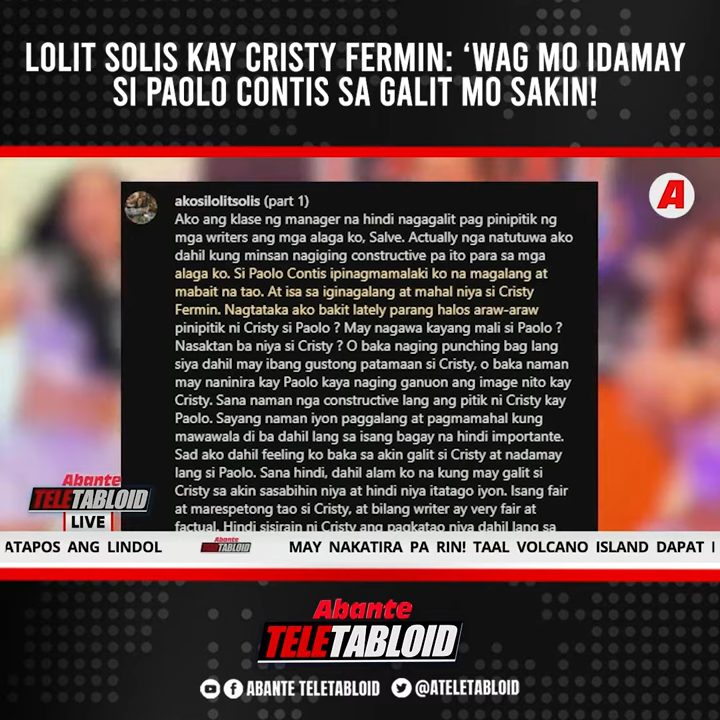 LOLIT SOLIS KAY CRISTY FERMIN: ‘WAG MO IDAMAY
SI PAOLO CONTIS SA GALIT MO SAKIN!
A
akosilolitsolis (part 1)
Ako ang klase ng manager na hindi nagagalit pag pinipitik ng
mga writers ang mga alaga ko, Salve. Actually nga natutuwa ako
dahil kung minsan nagiging constructive pa ito para sa mga
alaga ko. Si Paolo Contis ipinagmamalaki ko na magalang at
mabait na tao. At isa sa iginagalang at mahal niya si Cristy
Fermin. Nagtataka ako bakit lately parang halos araw-araw
pinipitik ni Cristy si Paolo ? May nagawa kayang mali si Paolo ?
Nasaktan ba niya si Cristy ? O baka naging punching bag lang
siya dahil may ibang gustong patamaan si Cristy, o baka naman
may naninira kay Paolo kaya naging ganuon ang image nito kay
Cristy. Sana naman nga constructive lang ang pitik ni Cristy kay
Paolo. Sayang naman iyon paggalang at pagmamahal kung
mawawala di ba dahil lang sa isang bagay na hindi importante.
Sad ako dahil feeling ko baka sa akin galit si Cristy at nadamay
lang si Paolo. Sana hindi, dahil alam ko na kung may galit si
Cristy sa akin sasabihin niya at hindi niya itatago iyon. Isang fair
at marespetong tao si Cristy, at bilang writer ay very fair at
factual. Hindi sisirain ni Cristy ang pagkatao niya dahil lang sa
Abante
TELETABLOID
LIVE
ATAPOS ANG LINDOL
Abante
TELETABLOID
MAY NAKATIRA PA RIN! TAAL VOLCANO ISLAND DAPAT
Abante
TELETABLOID
ABANTE TELETABLOID
@ATELETABLOID